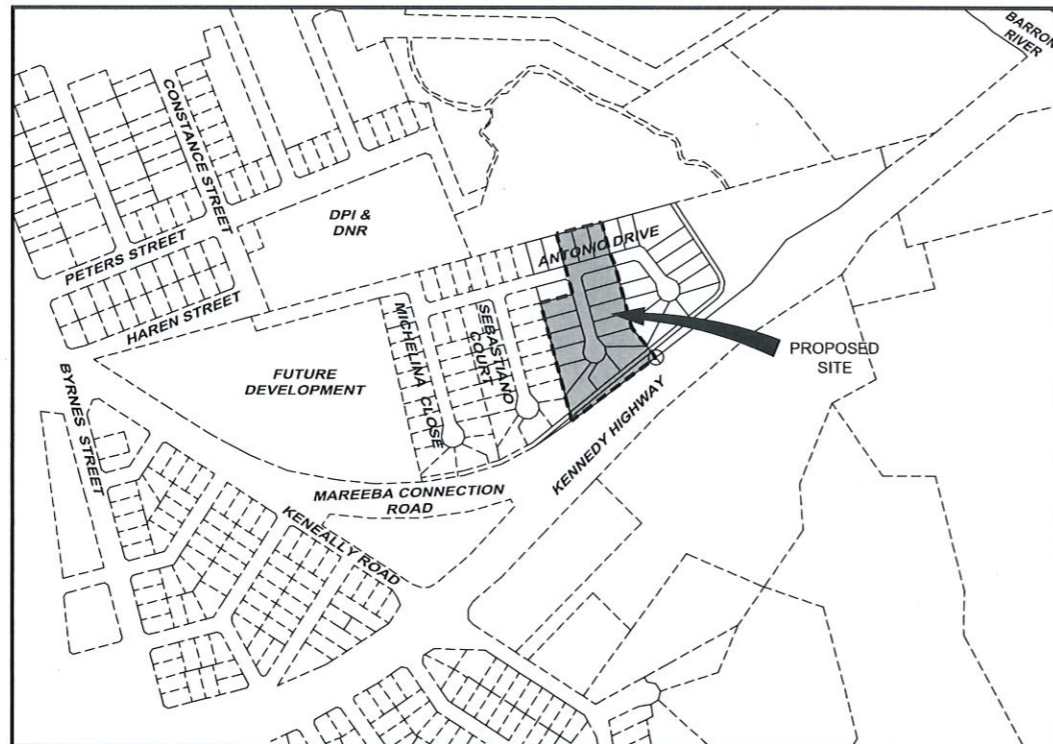 BARRON
RIVER
CONSTANCE STREET
DPI &
DNR
PETERS STREET
ANTONIO DRIVE
HAREN STREET
SEBASTIANO
COURT
MICHELINA CLOSE
PROPOSED
SITE
FUTURE
DEVELOPMENT
BYRNES STREET
KENNEDY HIGHWAY
MAREEBA CONNECTION
ROAD
KENEALLY ROAD